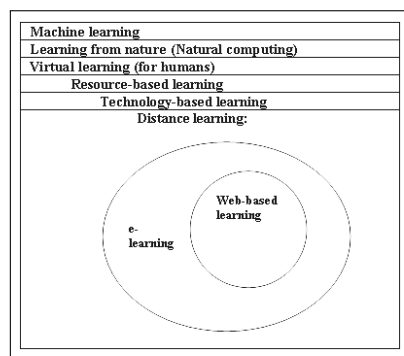 Machine learning
Learning from nature (Natural computing)
Virtual learning (for humans)
Resource-based learning
Technology-based learning
Distance learning:
Web-based
learning
e-
learning